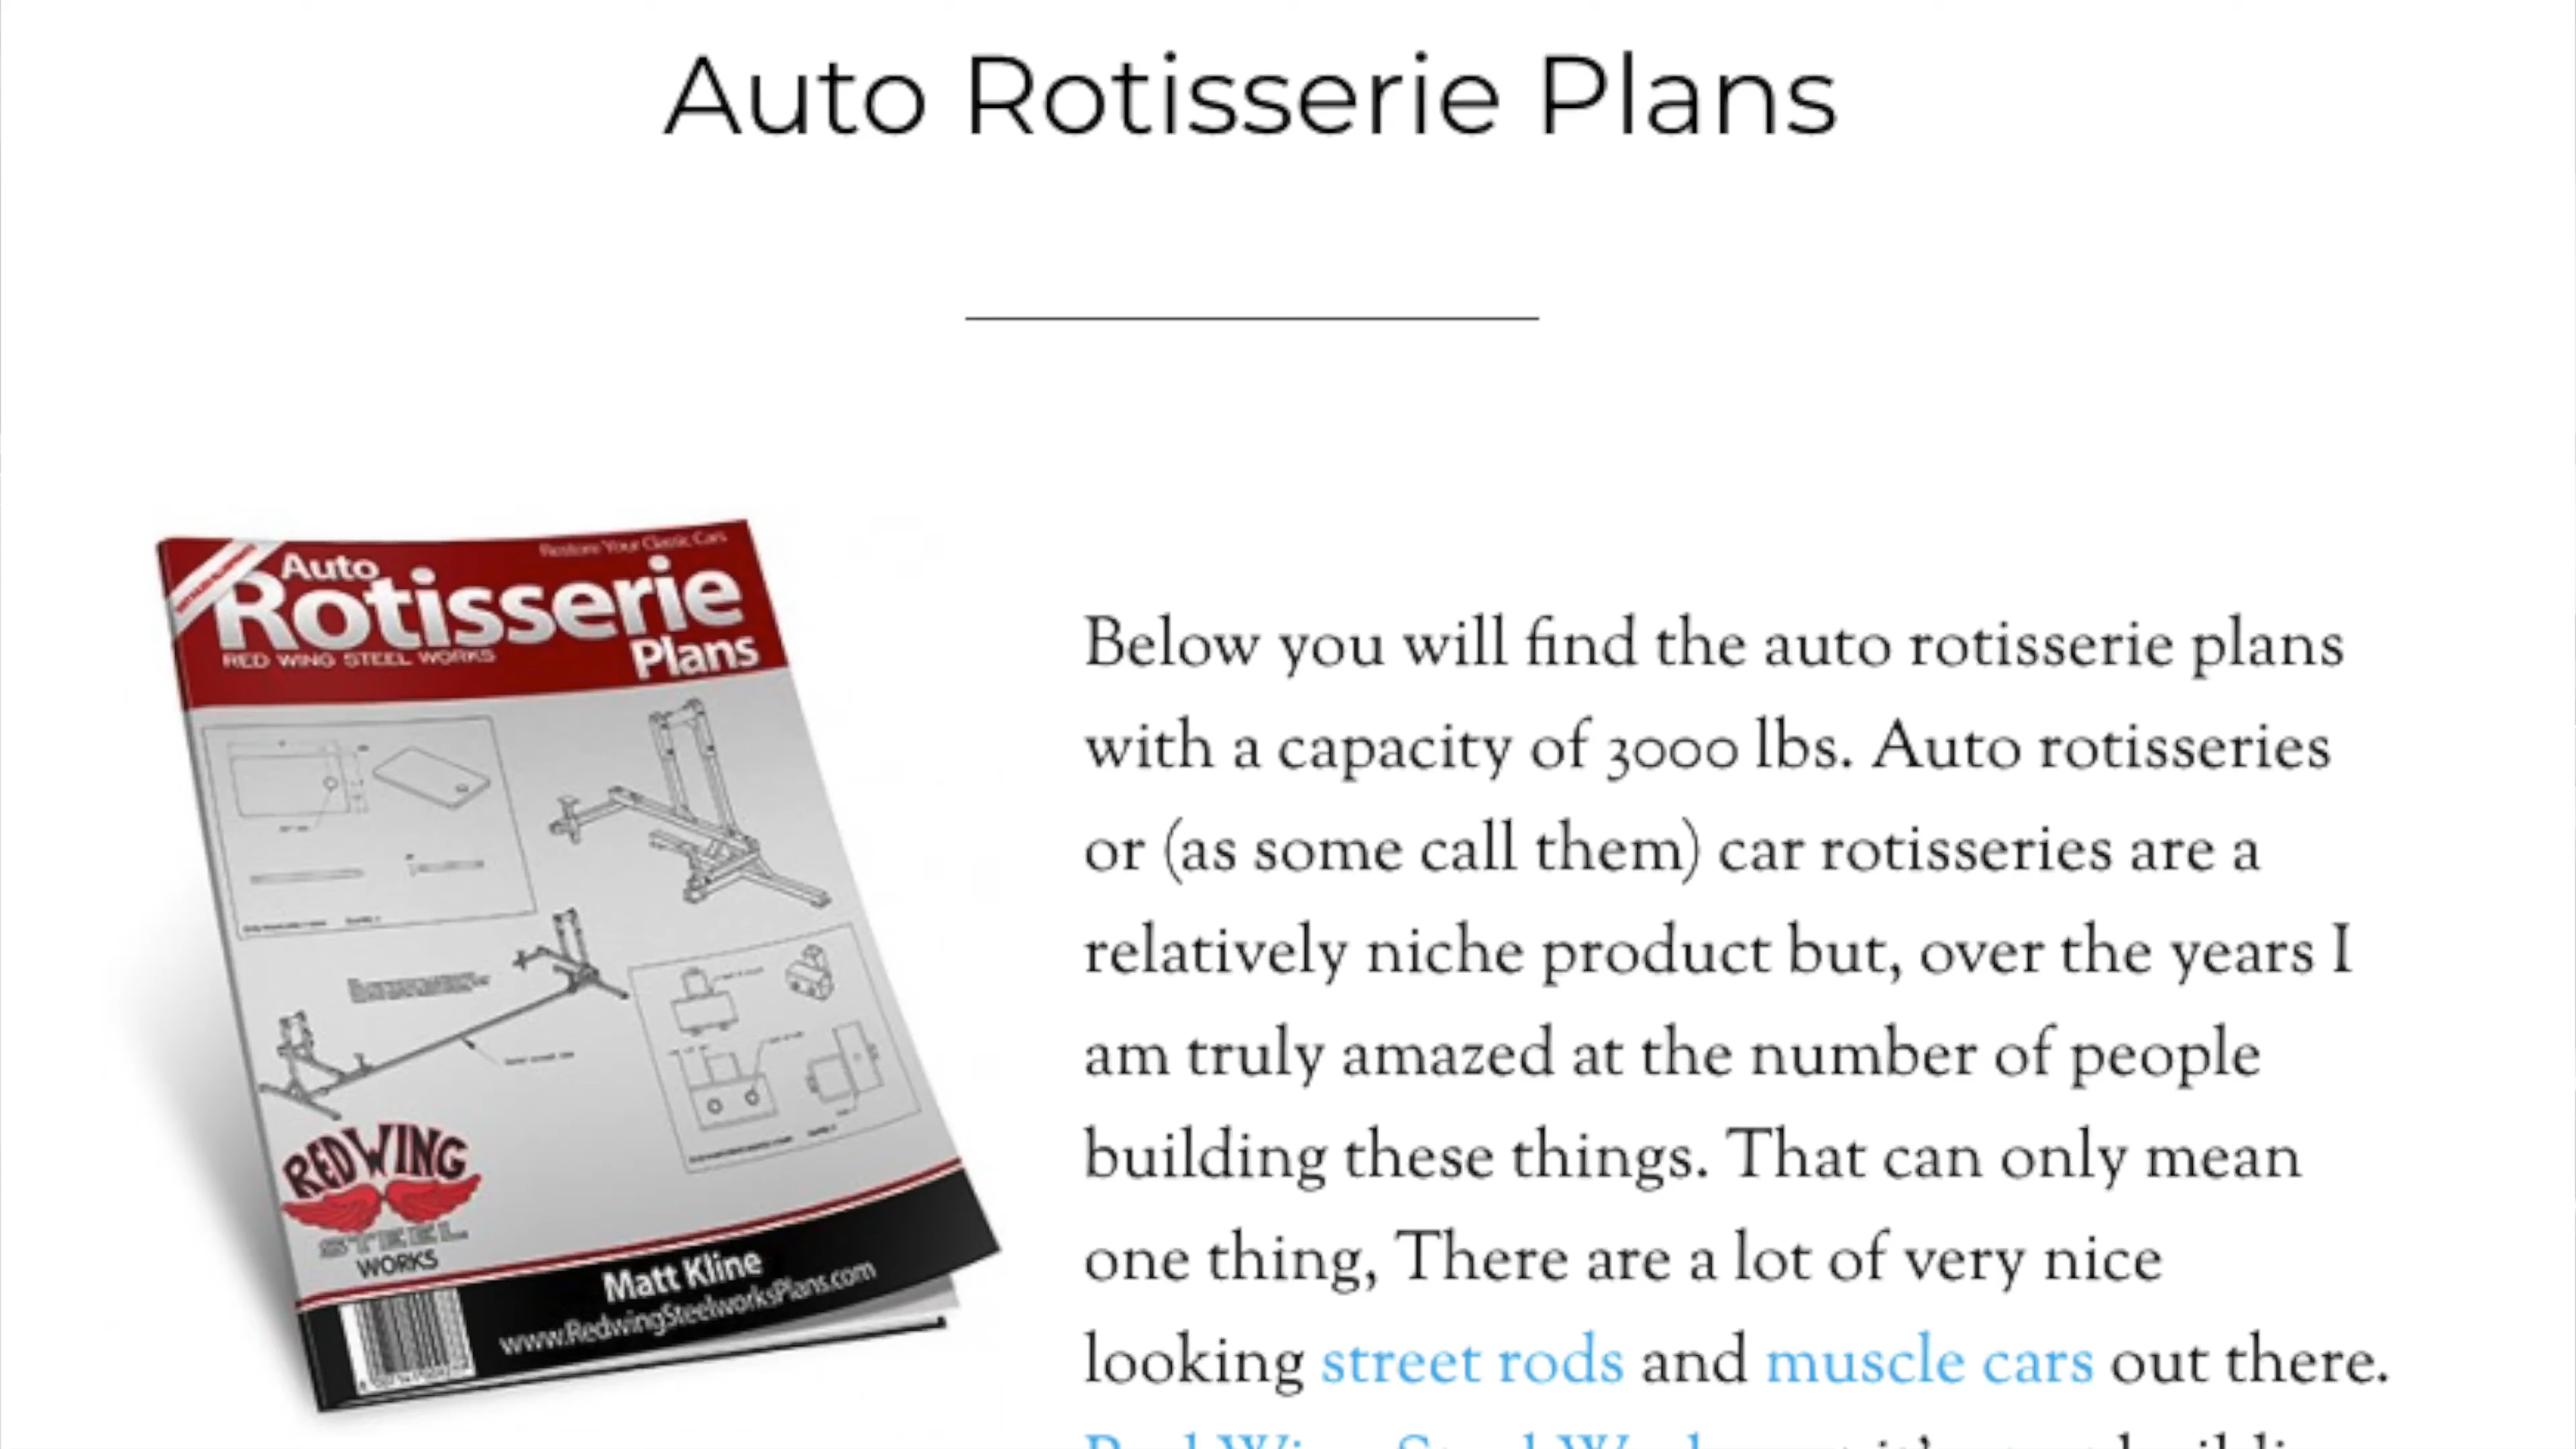 Auto Rotisserie Plans
Restore Your Classic Cars
Auto
Rotisserie
RED WING STEEL WORKS
Plans
REDWING
STEEL
WORKS
Matt Kline
www.RedwingSteelworksPlans.com
Below you will find the auto rotisserie plans
with a capacity of 3000 lbs. Auto rotisseries
or (as some call them) car rotisseries are a
relatively niche product but, over the years I
am truly amazed at the number of people
building these things. That can only mean
one thing, There are a lot of very nice
looking street rods and muscle cars out there.